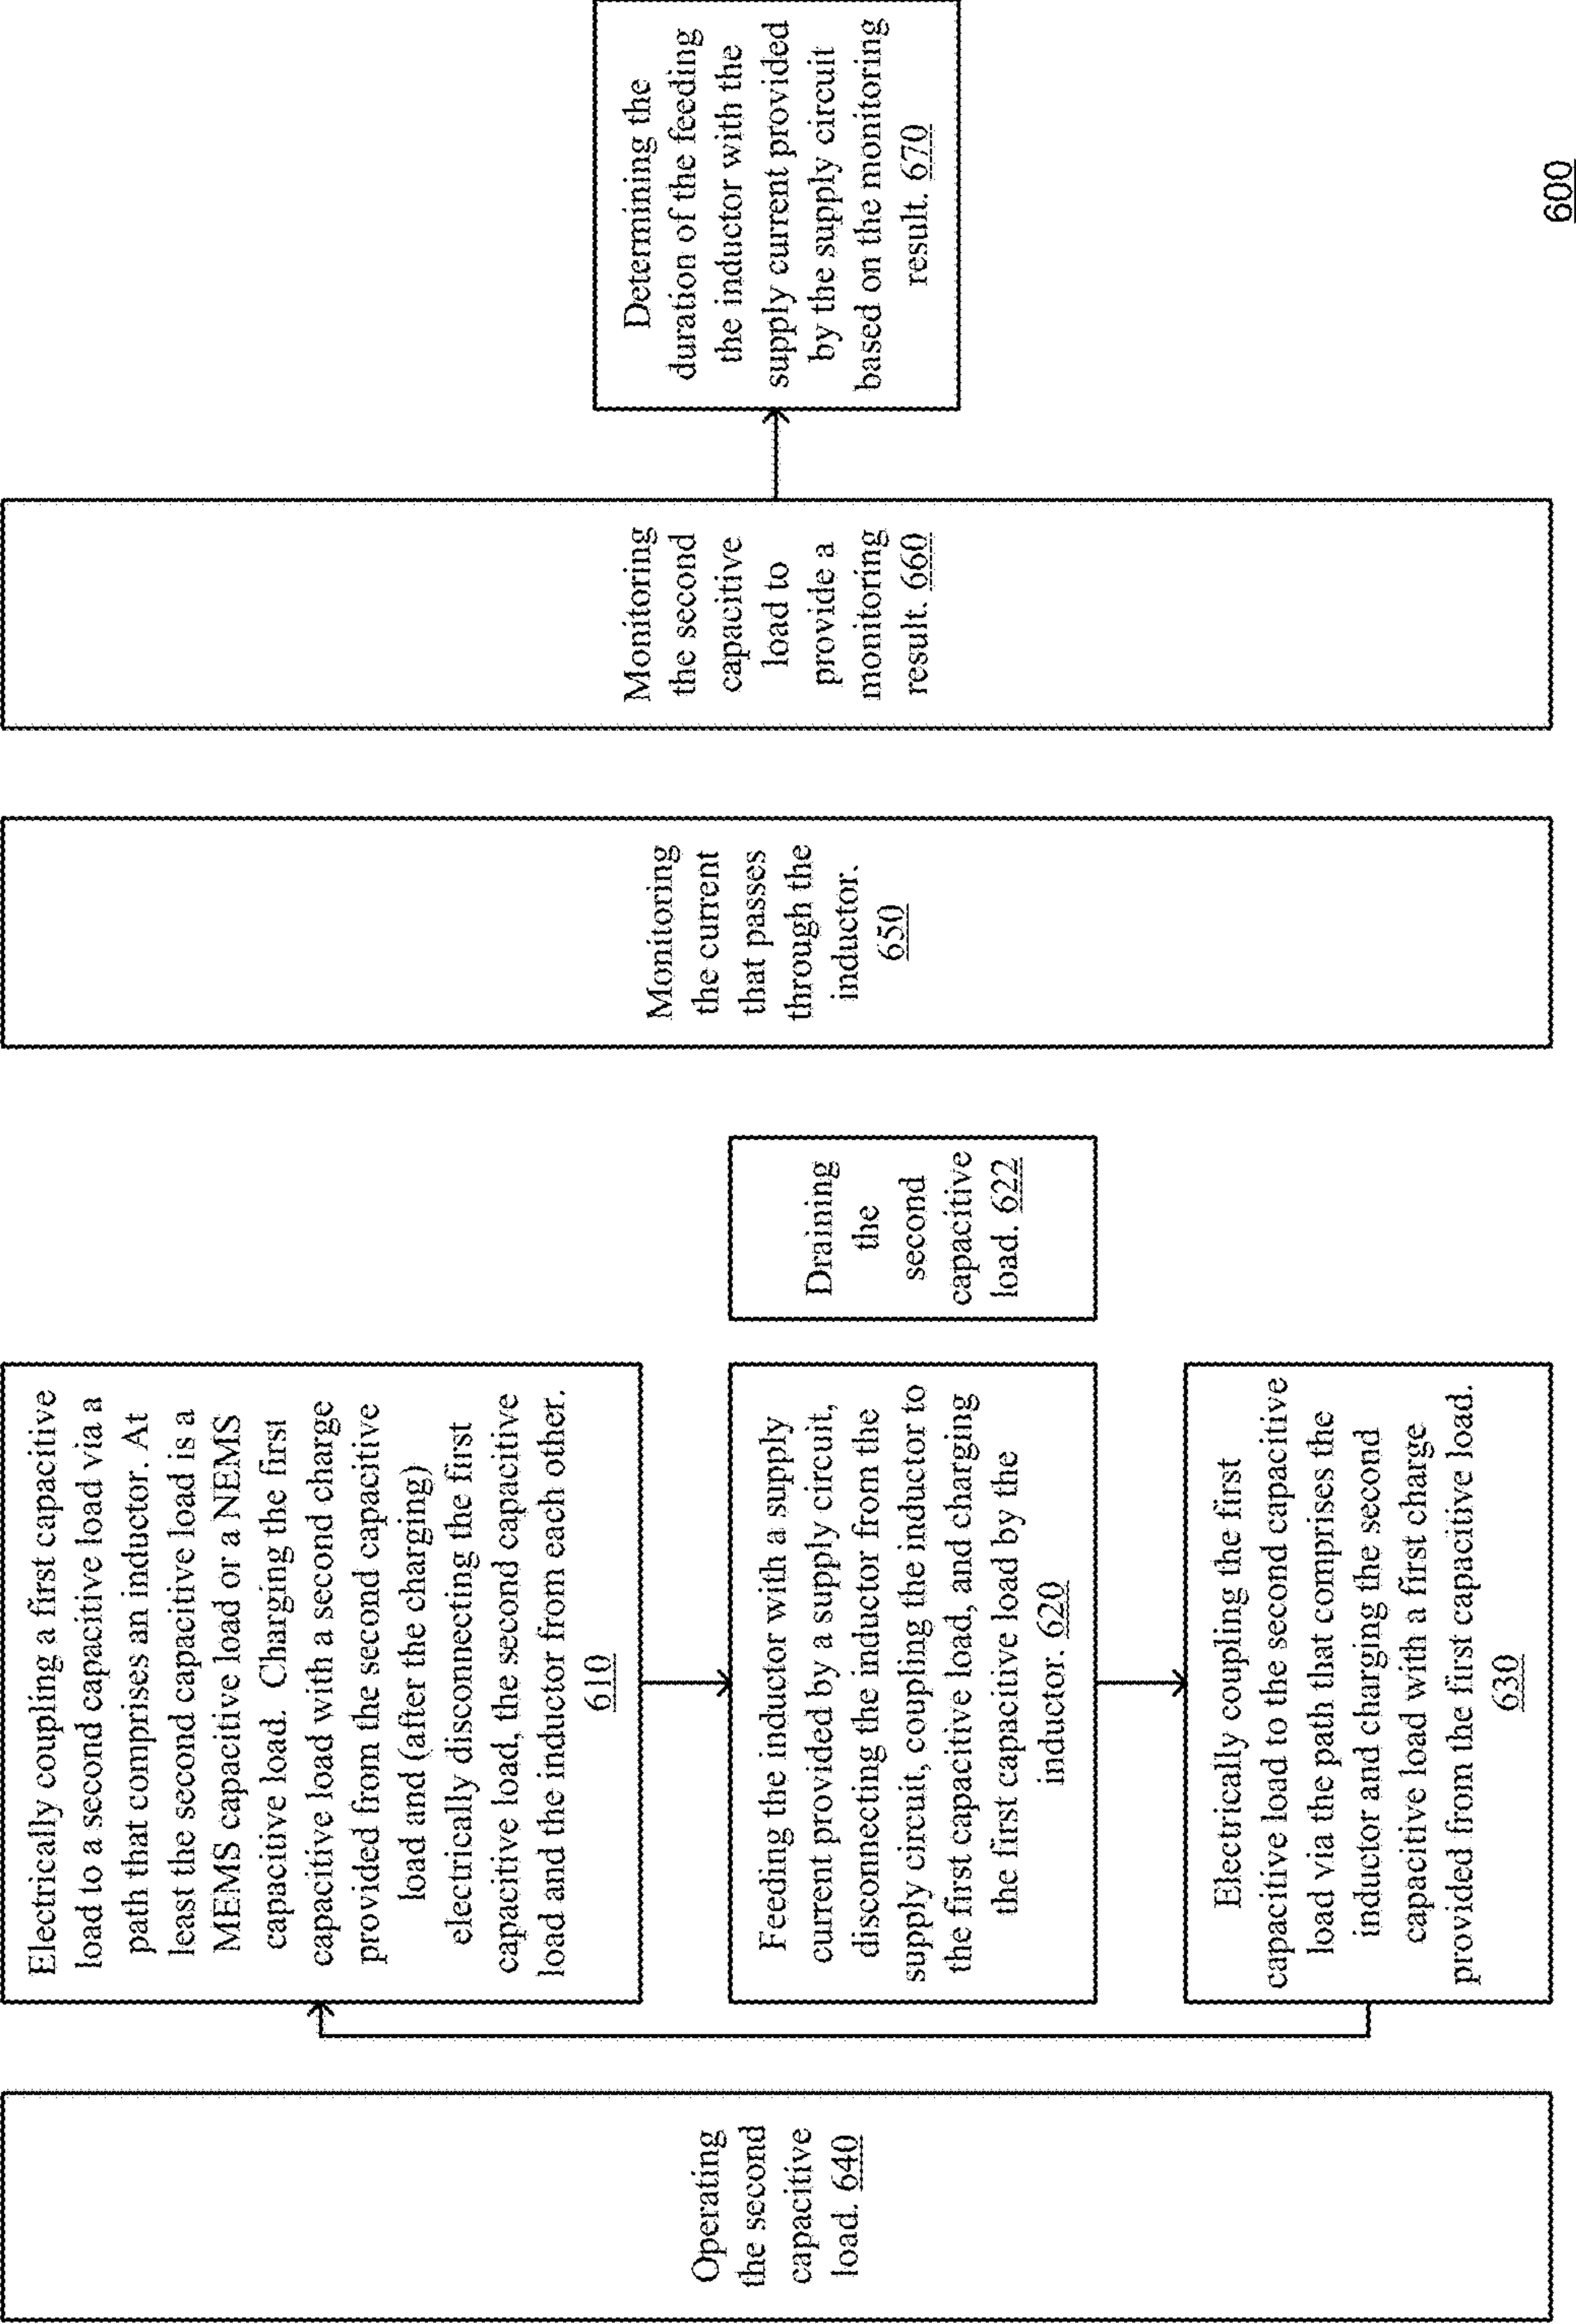 Operating
the second
capacitive
load. 640
Electrically coupling a first capacitive
load to a second capacitive load via a
path that comprises an inductor. At
least the second capacitive load is a
MEMS capacitive load or a NEMS
capacitive load. Charging the first
capacitive load with a second charge
provided from the second capacitive
load and (after the charging)
electrically disconnecting the first
capacitive load, the second capacitive
load and the inductor from each other.
610
Feeding the inductor with a supply
current provided by a supply circuit,
disconnecting the inductor from the
supply circuit, coupling the inductor to
the first capacitive load, and charging
the first capacitive load by the
inductor. 620
Electrically coupling the first
capacitive load to the second capacitive
load via the path that comprises the
inductor and charging the second
capacitive load with a first charge
provided from the first capacitive load.
630
Draining
the
second
capacitive
load. 622
Monitoring
the current
that passes
through the
inductor.
650
Monitoring
the second
capacitive
load to
provide a
monitoring
result. 660
Determining the
duration of the feeding
the inductor with the
supply current provided
by the supply circuit
based on the monitoring
result. 670
600